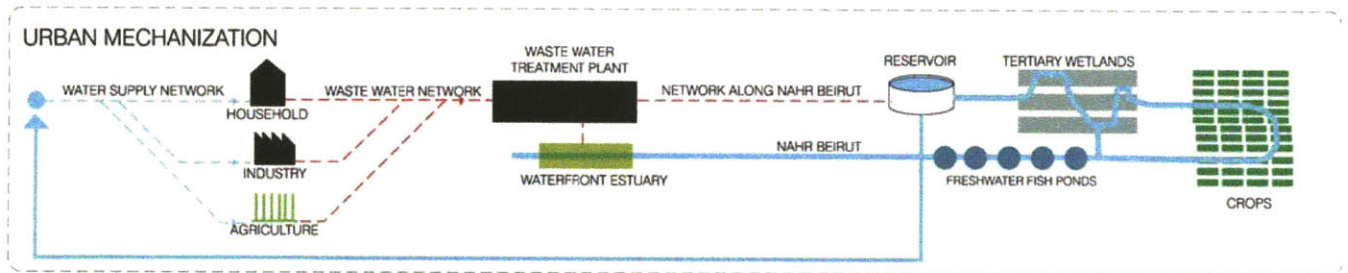 URBAN MECHANIZATION
WATER SUPPLY NETWORK
HOUSEHOLD
INDUSTRY
AGRICULTURE
WASTE WATER NETWORK
WASTE WATER
TREATMENT PLANT
WATERFRONT ESTUARY
NETWORK ALONG NAHR BEIRUT
NAHR BEIRUT
RESERVOIR
TERTIARY WETLANDS
FRESHWATER FISH PONDS
CROPS